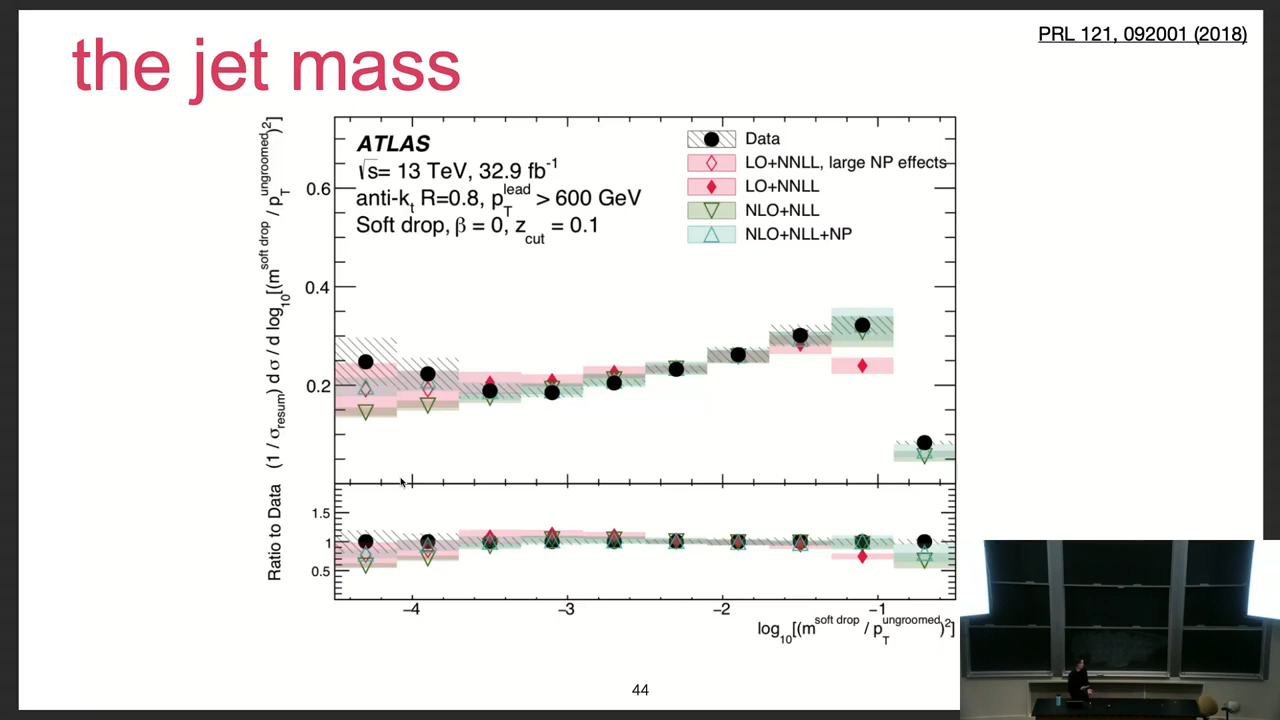 the jet mass
PRL 121, 092001 (2018)
ATLAS
√s= 13 TeV, 32.9 fb⁻¹
anti-kₜ R=0.8, p_T^lead > 600 GeV
Soft drop, β = 0, z_cut = 0.1
Data
LO+NNLL, large NP effects
LO+NNLL
NLO+NLL
NLO+NLL+NP
(1 / σ_resum) d σ / d log₁₀[(m^soft drop / p_T^ungroomed)²]
0.6
0.4
0.2
Ratio to Data
1.5
1
0.5
−4
−3
−2
−1
log₁₀[(m^soft drop / p_T^ungroomed)²]
44